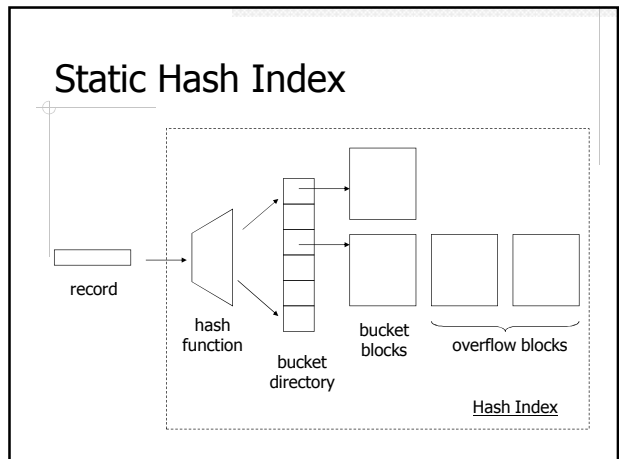 Static Hash Index
record
hash
function
bucket
directory
bucket
blocks
overflow blocks
Hash Index